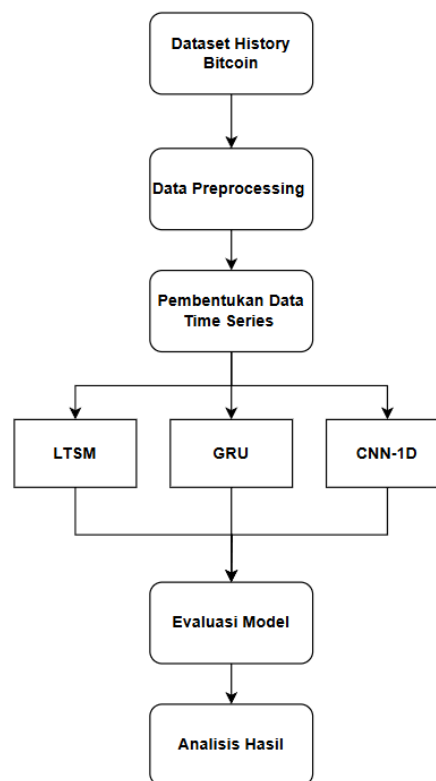 Dataset History
Bitcoin
Data Preprocessing
Pembentukan Data
Time Series
LTSM
GRU
CNN-1D
Evaluasi Model
Analisis Hasil